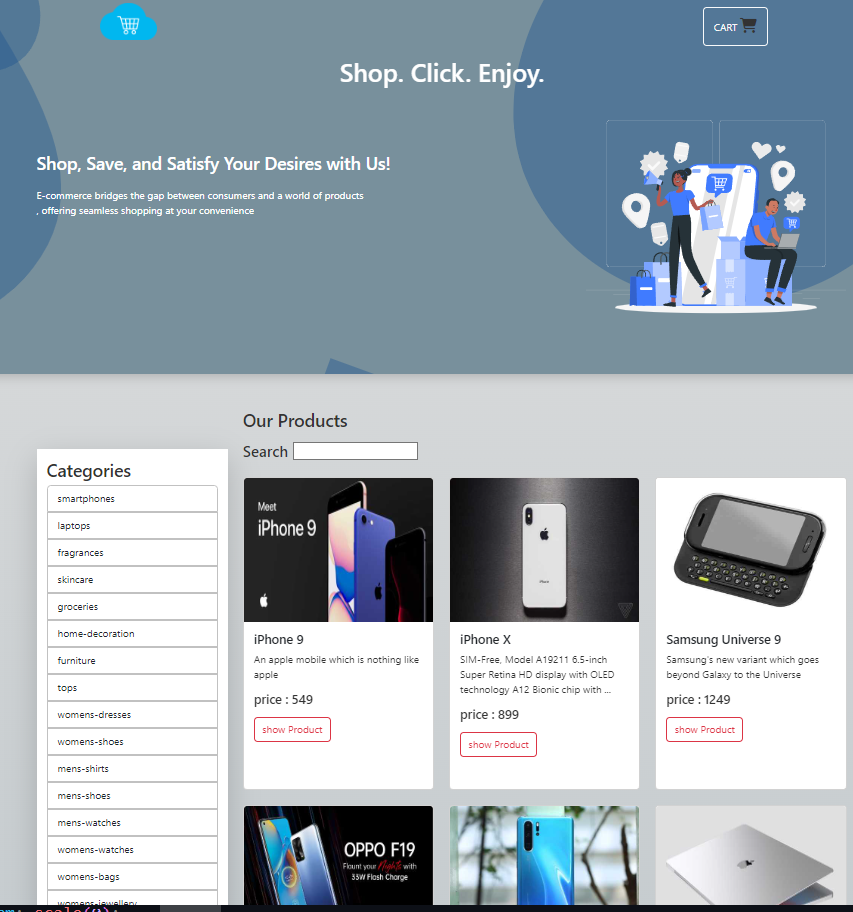 CART
Shop. Click. Enjoy.
Shop, Save, and Satisfy Your Desires with Us!
E-commerce bridges the gap between consumers and a world of products
, offering seamless shopping at your convenience
Our Products
Search
Categories
smartphones
laptops
fragrances
skincare
groceries
home-decoration
furniture
tops
womens-dresses
womens-shoes
mens-shirts
mens-shoes
mens-watches
womens-watches
womens-bags
womens-jewellery
Meet
iPhone 9
iPhone 9
An apple mobile which is nothing like
apple
price : 549
show Product
iPhone
iPhone X
SIM-Free, Model A19211 6.5-inch
Super Retina HD display with OLED
technology A12 Bionic chip with ...
price : 899
show Product
Samsung Universe 9
Samsung's new variant which goes
beyond Galaxy to the Universe
price : 1249
show Product
OPPO F19
Flaunt your Nights with
33W Flash Charge